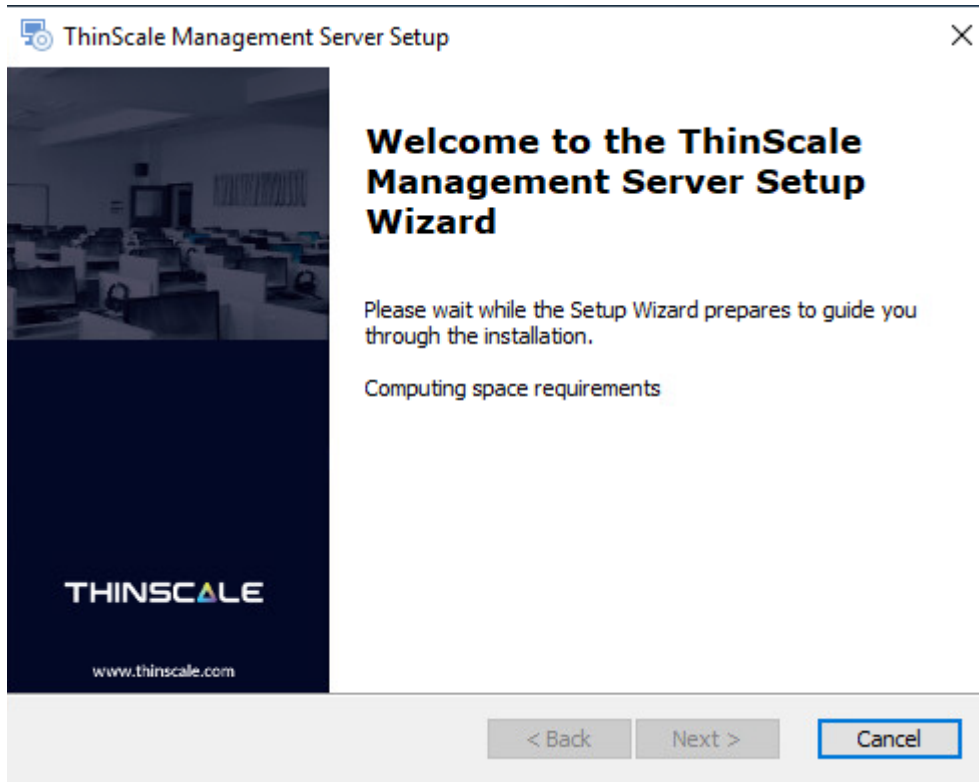 ThinScale Management Server Setup
Welcome to the ThinScale
Management Server Setup
Wizard
Please wait while the Setup Wizard prepares to guide you
through the installation.
Computing space requirements
THINSCALE
www.thinscale.com
< Back
Next >
Cancel